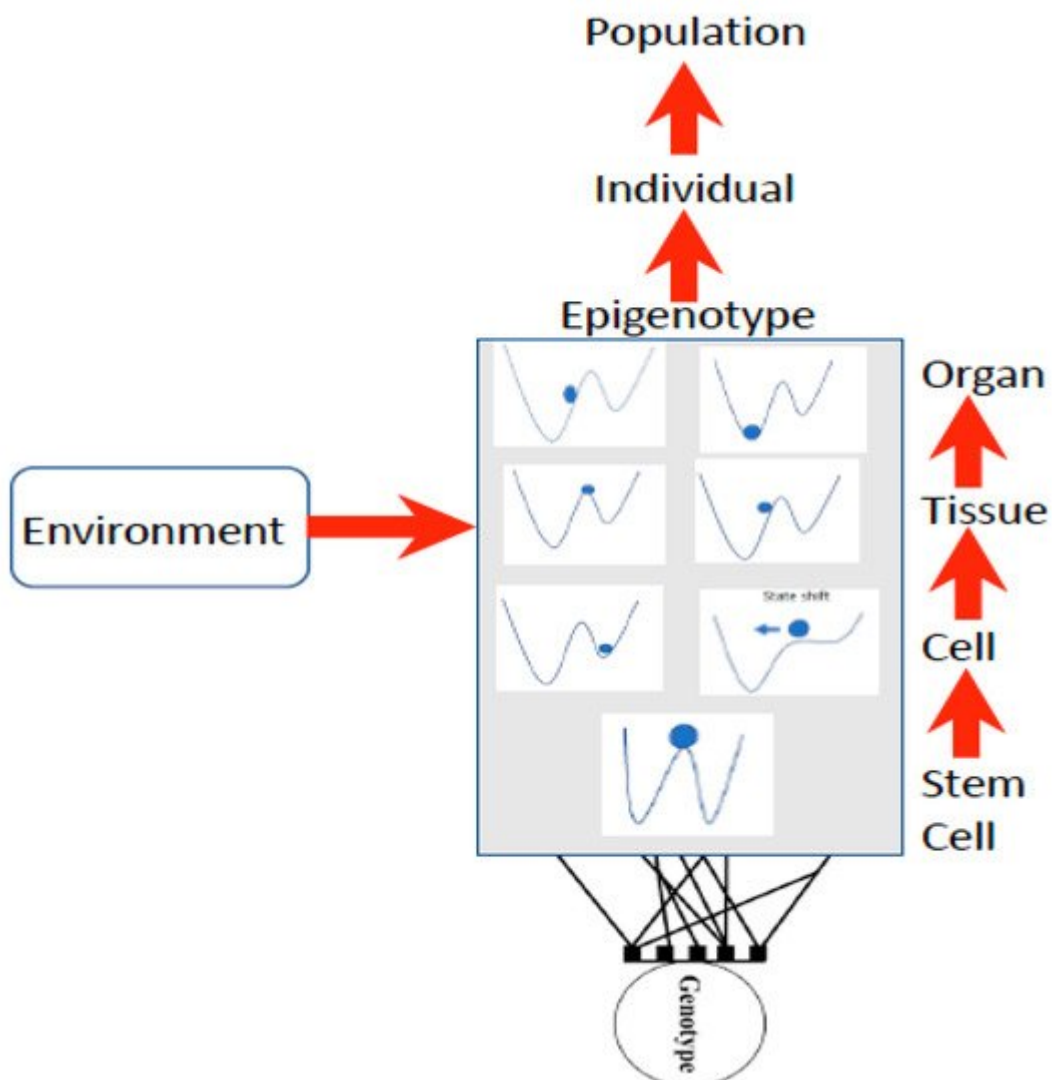 Population
Individual
Epigenotype
Organ
Environment
Tissue
State shift
Cell
Stem
Cell
Genotype